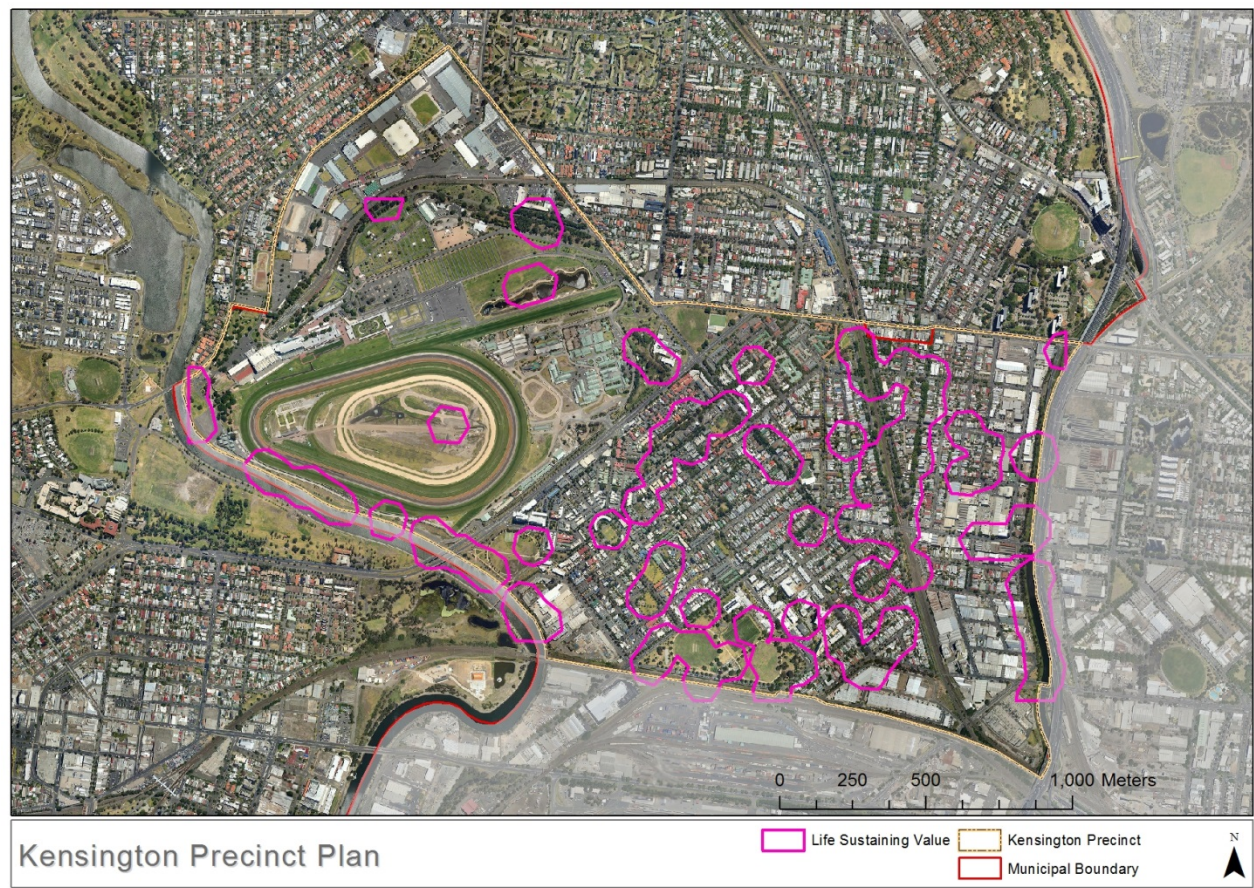 0 250 500 1,000 Meters
Kensington Precinct Plan
Life Sustaining Value
Kensington Precinct
Municipal Boundary
N